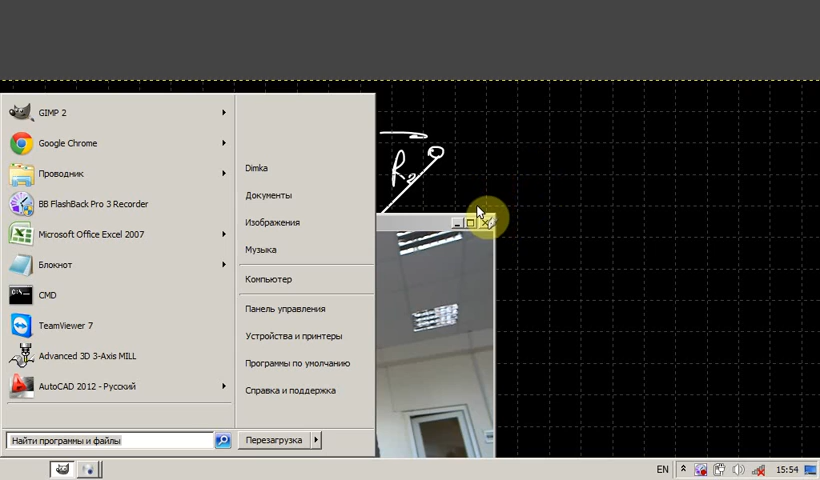 GIMP 2
Google Chrome
Проводник
BB FlashBack Pro 3 Recorder
Microsoft Office Excel 2007
Блокнот
CMD
TeamViewer 7
Advanced 3D 3-Axis MILL
AutoCAD 2012 - Русский
Найти программы и файлы
Dimka
Документы
Изображения
Музыка
Компьютер
Панель управления
Устройства и принтеры
Программы по умолчанию
Справка и поддержка
Перезагрузка
R2
EN
15:54